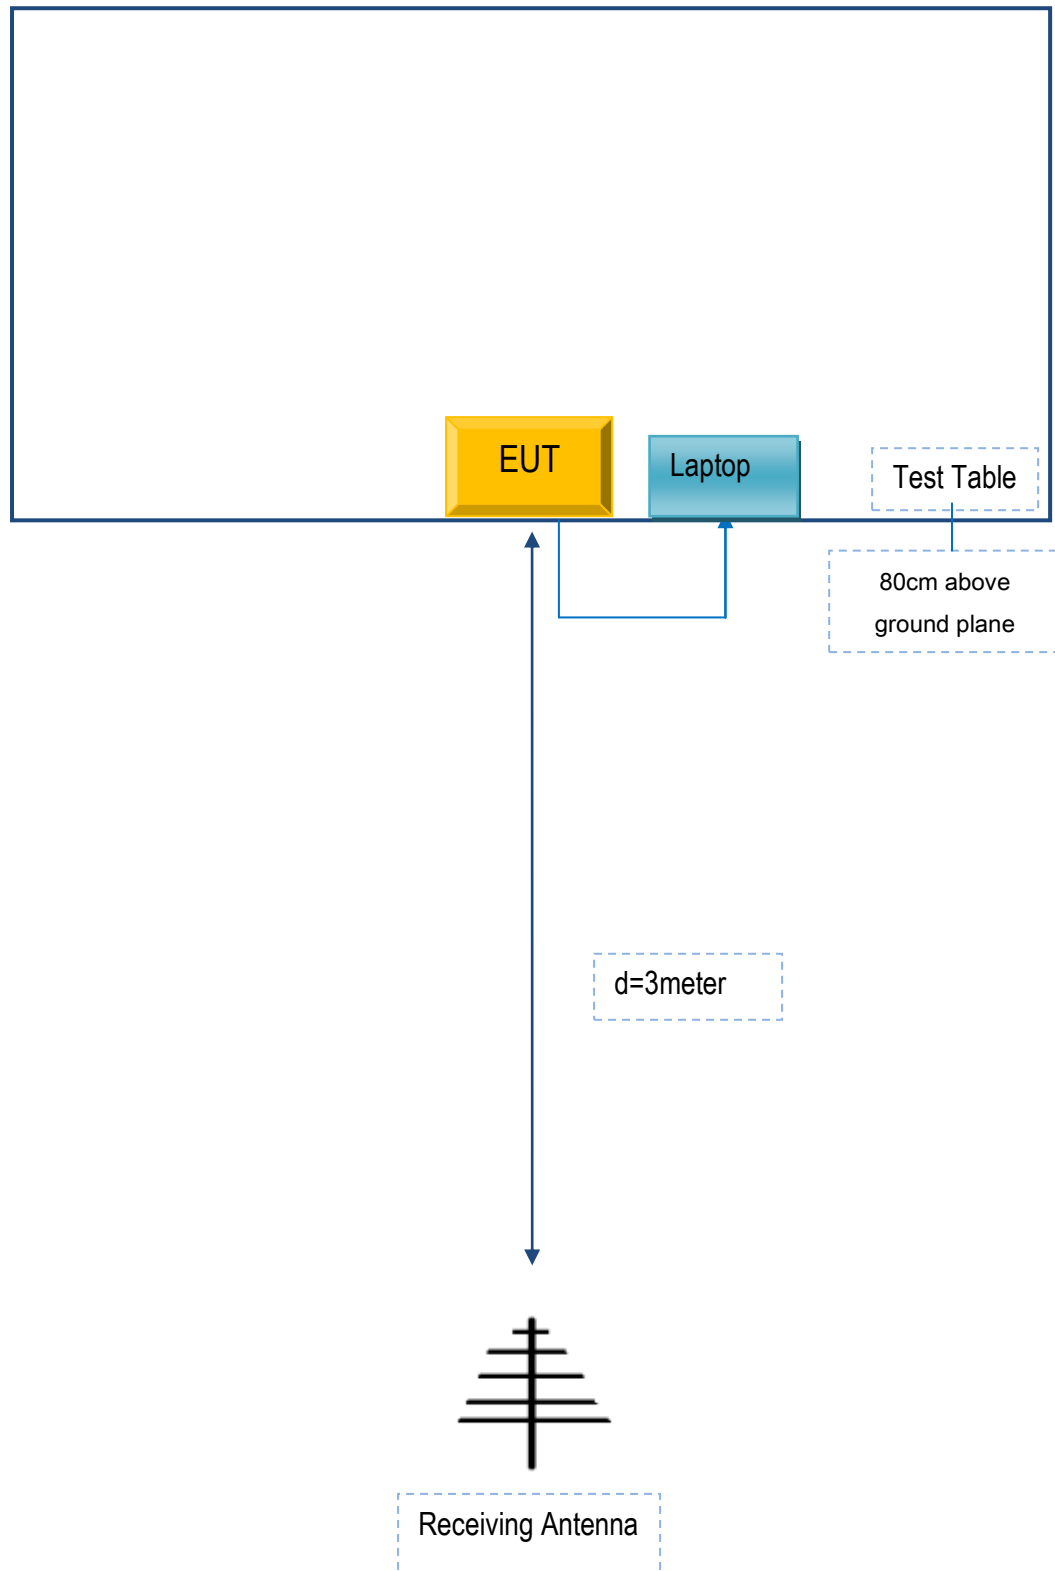 EUT
Laptop
Test Table
80cm above
ground plane
d=3meter
Receiving Antenna